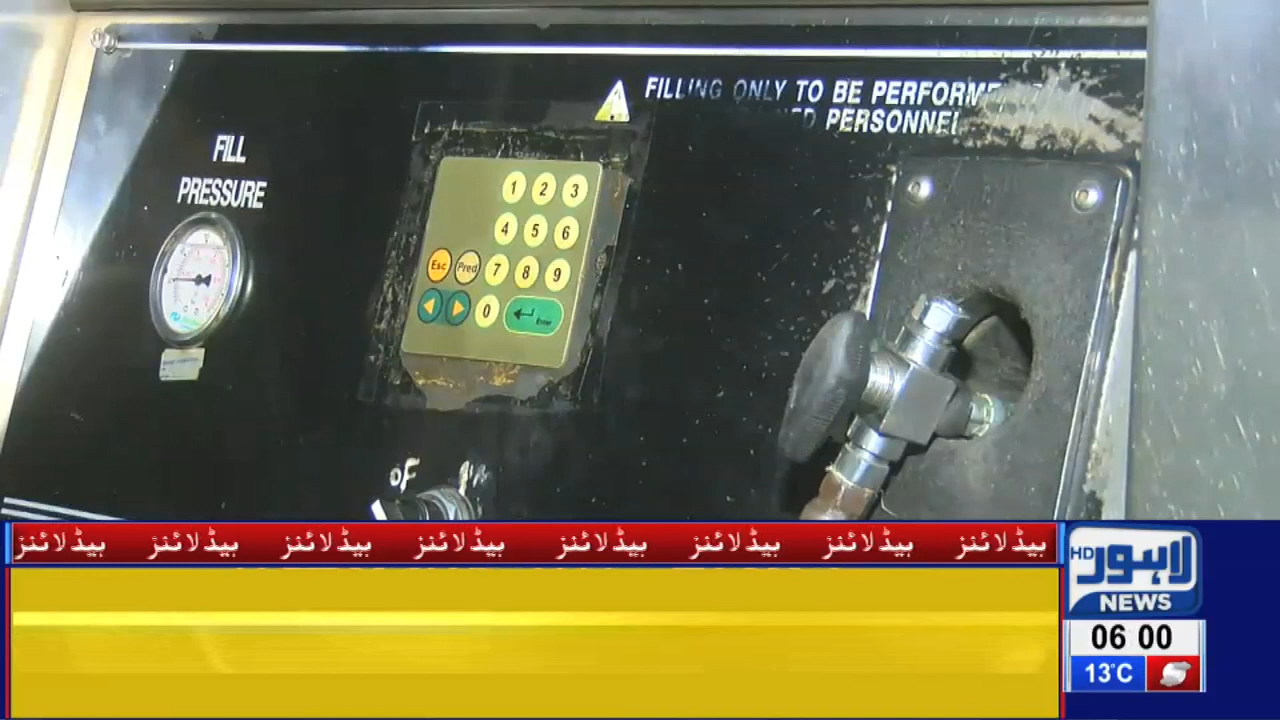 FILLING ONLY TO BE PERFORM
PERSONNEL
FILL
PRESSURE
1 2 3
4 5 6
Esc Pred 7 8 9
0 Enter
oF
ہیڈلائنز ہیڈلائنز ہیڈلائنز ہیڈلائنز ہیڈلائنز ہیڈلائنز ہیڈلائنز ہیڈلائنز
HD لاہور
NEWS
06 00
13°C